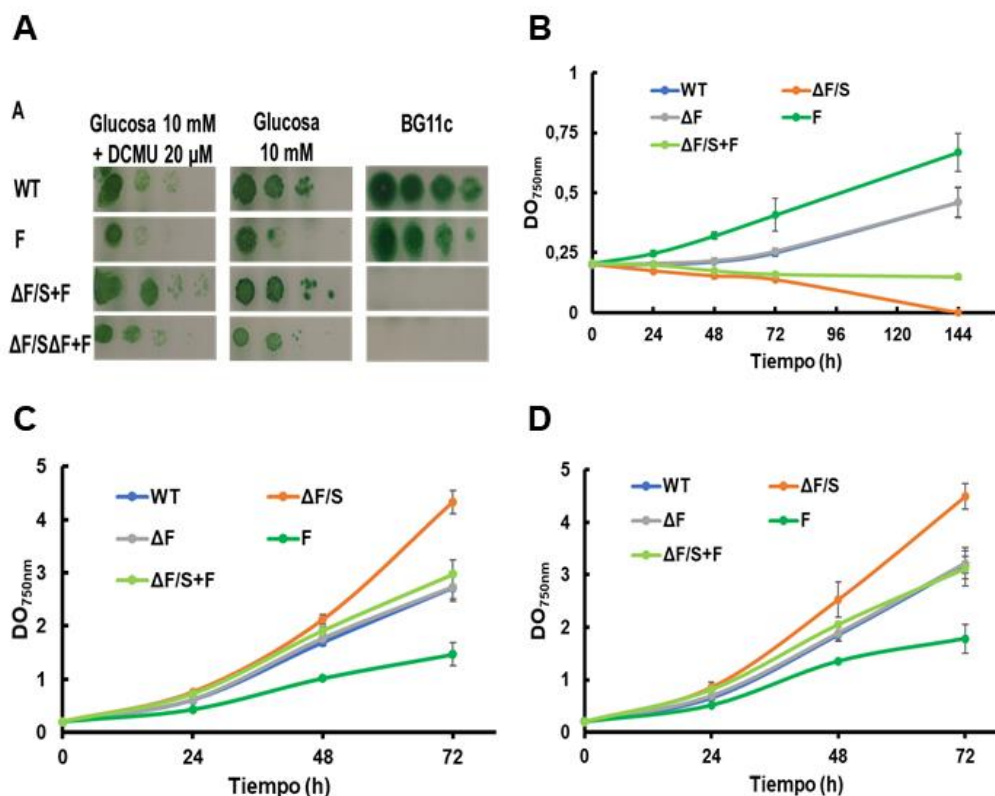 A
A
Glucosa 10 mM
+ DCMU 20 µM
Glucosa
10 mM
BG11c
WT
F
ΔF/S+F
ΔF/SΔF+F
B
DO750nm
1
0,75
0,5
0,25
0
WT
ΔF/S
ΔF
F
ΔF/S+F
0 24 48 72 96 120 144
Tiempo (h)
C
DO750nm
5
4
3
2
1
0
WT
ΔF/S
ΔF
F
ΔF/S+F
0 24 48 72
Tiempo (h)
D
DO750nm
5
4
3
2
1
0
WT
ΔF/S
ΔF
F
ΔF/S+F
0 24 48 72
Tiempo (h)